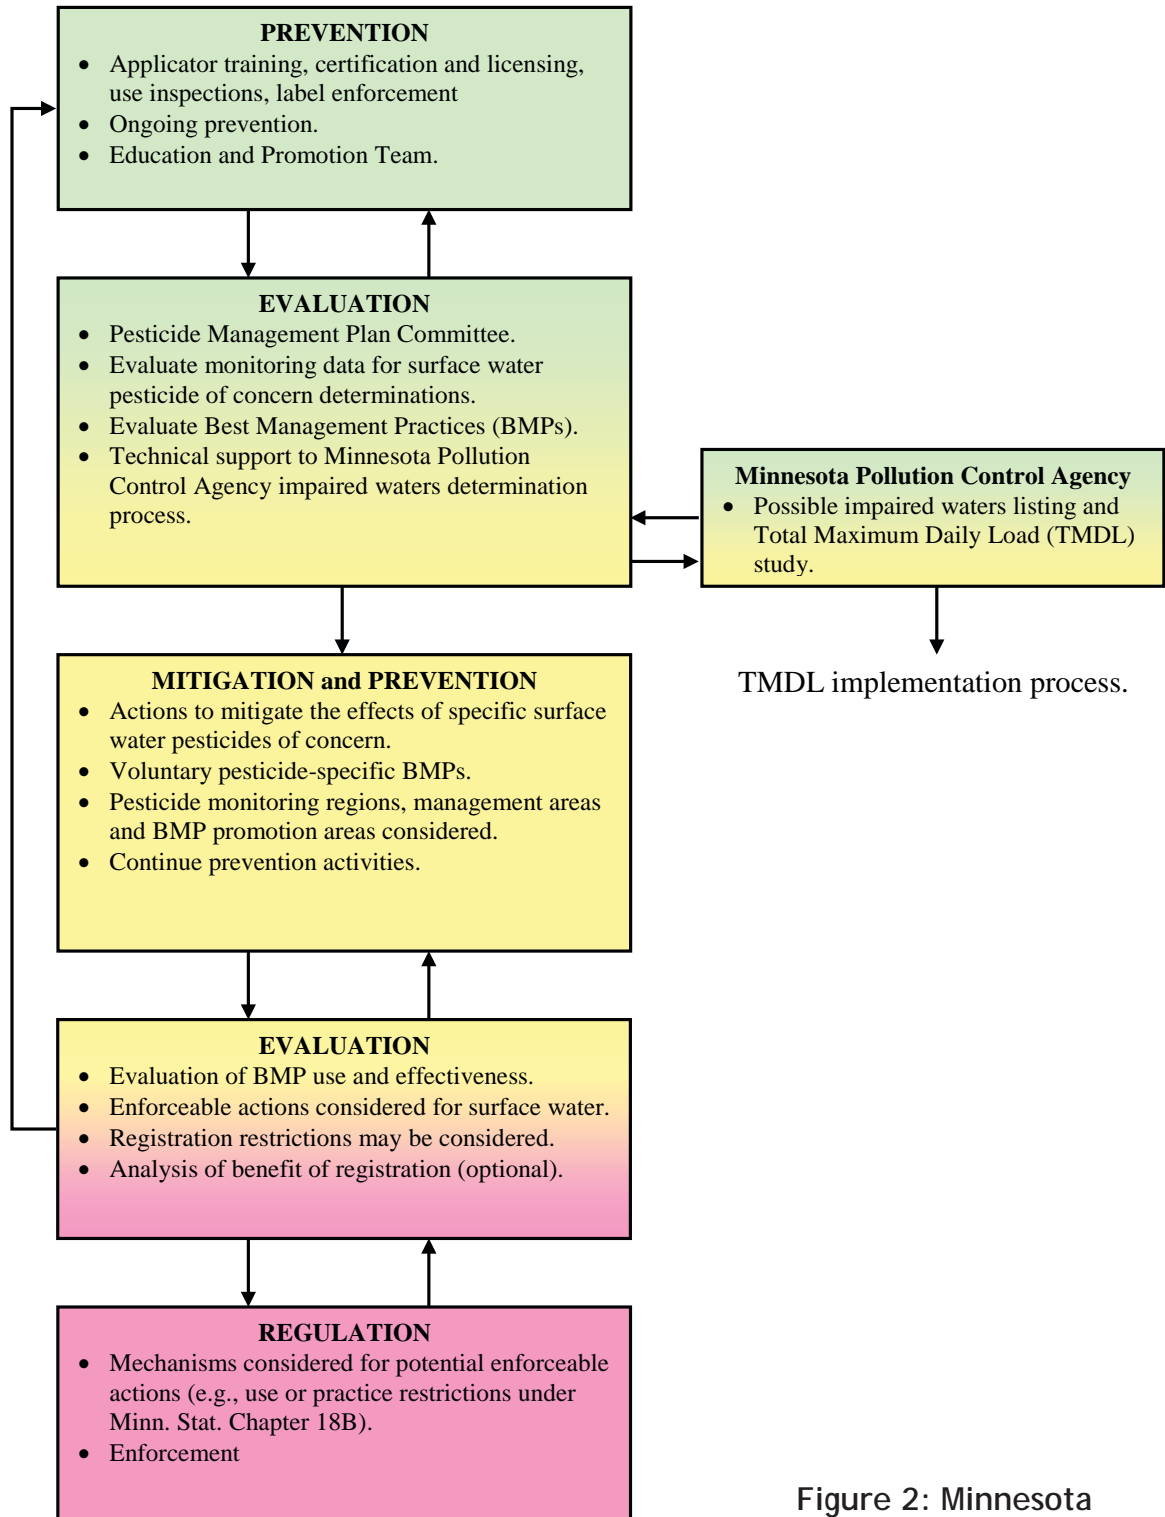 PREVENTION
• Applicator training, certification and licensing,
use inspections, label enforcement
• Ongoing prevention.
• Education and Promotion Team.
EVALUATION
• Pesticide Management Plan Committee.
• Evaluate monitoring data for surface water
pesticide of concern determinations.
• Evaluate Best Management Practices (BMPs).
• Technical support to Minnesota Pollution
Control Agency impaired waters determination
process.
Minnesota Pollution Control Agency
• Possible impaired waters listing and
Total Maximum Daily Load (TMDL)
study.
TMDL implementation process.
MITIGATION and PREVENTION
• Actions to mitigate the effects of specific surface
water pesticides of concern.
• Voluntary pesticide-specific BMPs.
• Pesticide monitoring regions, management areas
and BMP promotion areas considered.
• Continue prevention activities.
EVALUATION
• Evaluation of BMP use and effectiveness.
• Enforceable actions considered for surface water.
• Registration restrictions may be considered.
• Analysis of benefit of registration (optional).
REGULATION
• Mechanisms considered for potential enforceable
actions (e.g., use or practice restrictions under
Minn. Stat. Chapter 18B).
• Enforcement
Figure 2: Minnesota